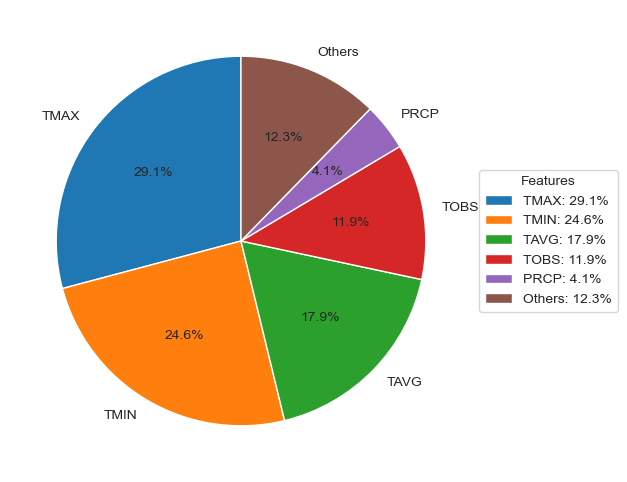 Others
TMAX
PRCP
12.3%
29.1%
4.1%
Features
TMAX: 29.1%
TMIN: 24.6%
TAVG: 17.9%
TOBS: 11.9%
PRCP: 4.1%
Others: 12.3%
TOBS
11.9%
17.9%
24.6%
TAVG
TMIN